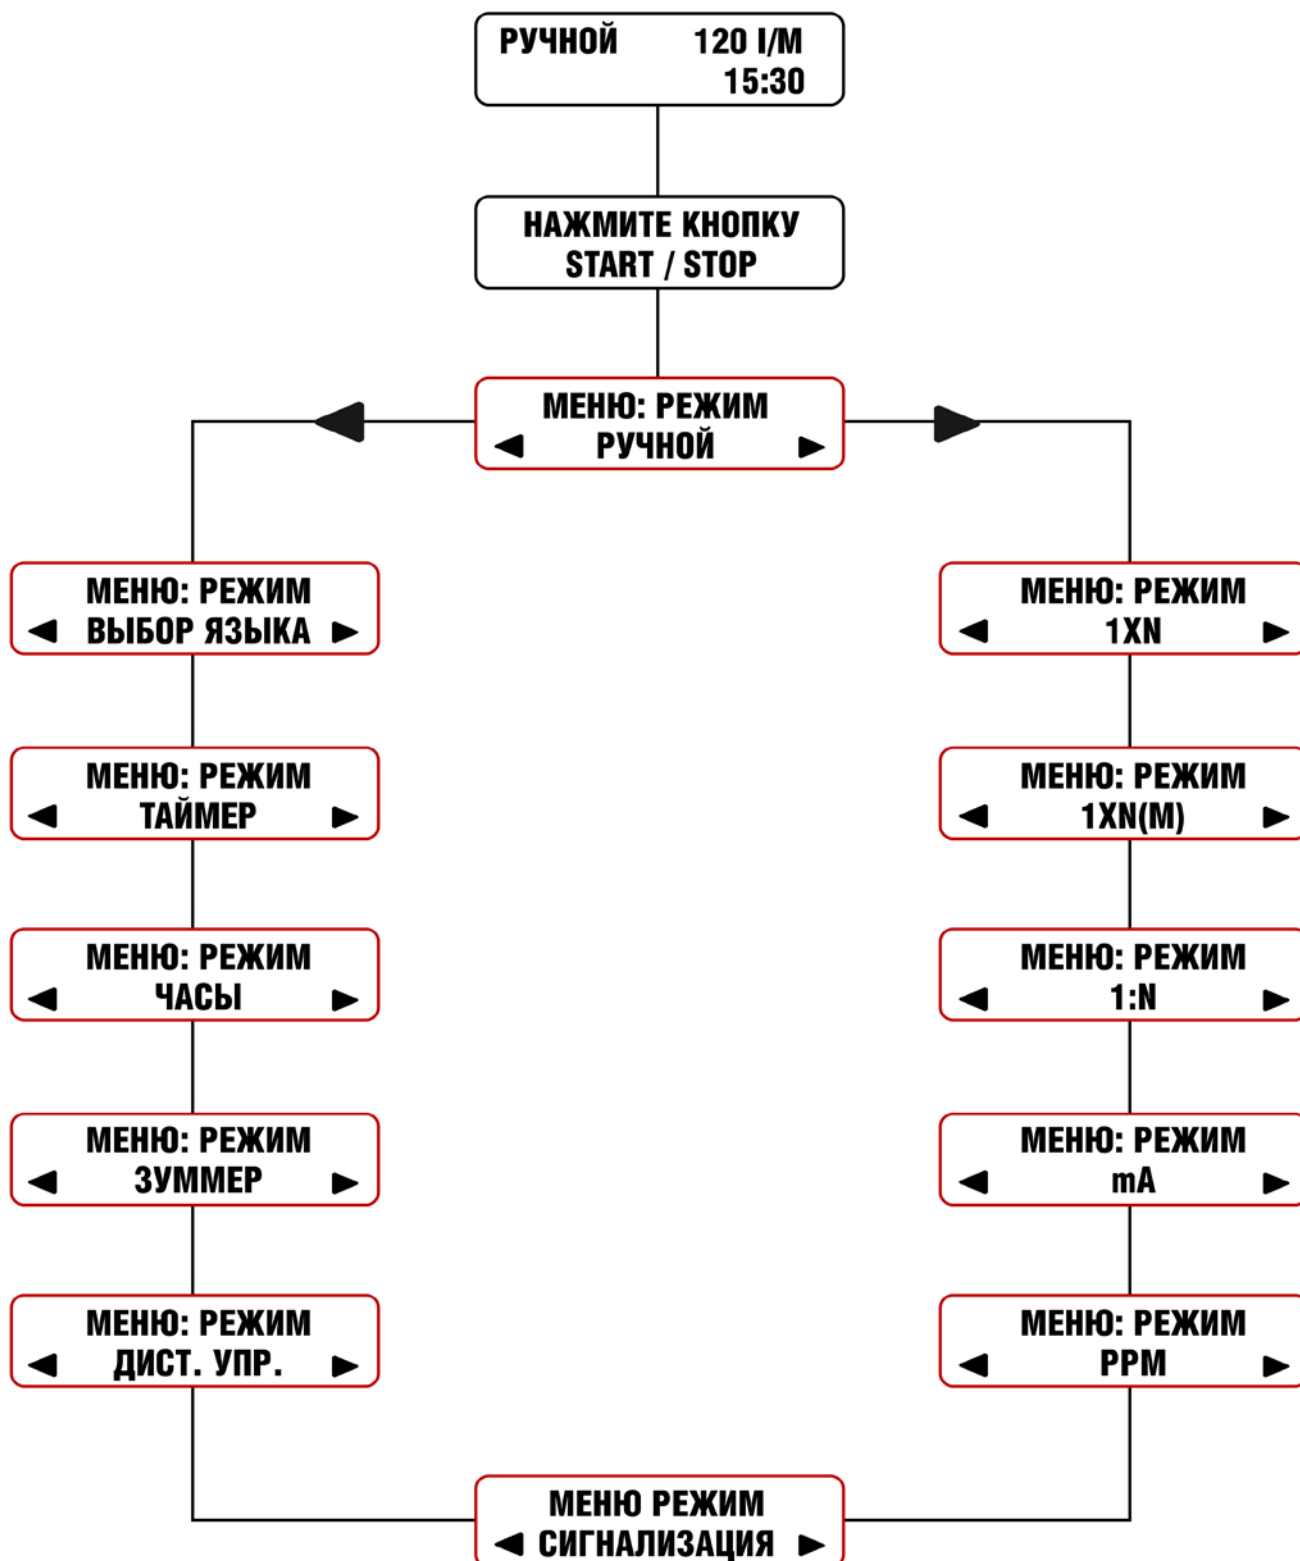 РУЧНОЙ 120 I/M
15:30
НАЖМИТЕ КНОПКУ
START / STOP
МЕНЮ: РЕЖИМ
РУЧНОЙ
МЕНЮ: РЕЖИМ
ВЫБОР ЯЗЫКА
МЕНЮ: РЕЖИМ
1XN
МЕНЮ: РЕЖИМ
ТАЙМЕР
МЕНЮ: РЕЖИМ
1XN(M)
МЕНЮ: РЕЖИМ
ЧАСЫ
МЕНЮ: РЕЖИМ
1:N
МЕНЮ: РЕЖИМ
ЗУММЕР
МЕНЮ: РЕЖИМ
mA
МЕНЮ: РЕЖИМ
ДИСТ. УПР.
МЕНЮ: РЕЖИМ
PPM
МЕНЮ РЕЖИМ
СИГНАЛИЗАЦИЯ